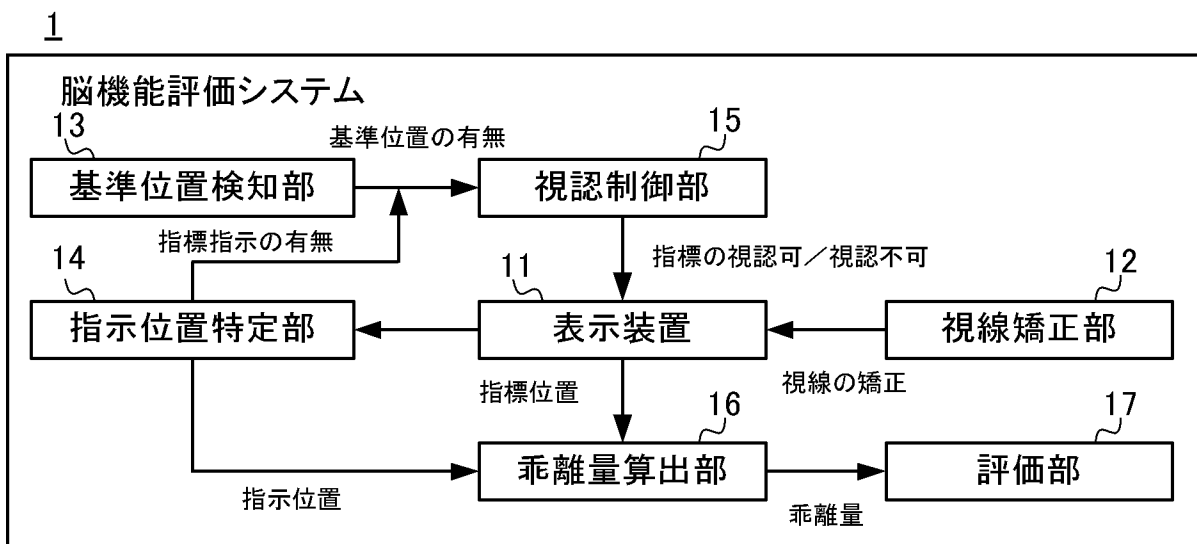 1
脳機能評価システム
13
基準位置の有無
15
基準位置検知部
視認制御部
指標指示の有無
14
指標の視認可／視認不可
11
12
指示位置特定部
表示装置
視線矯正部
指標位置
視線の矯正
16
17
乖離量算出部
評価部
指示位置
乖離量